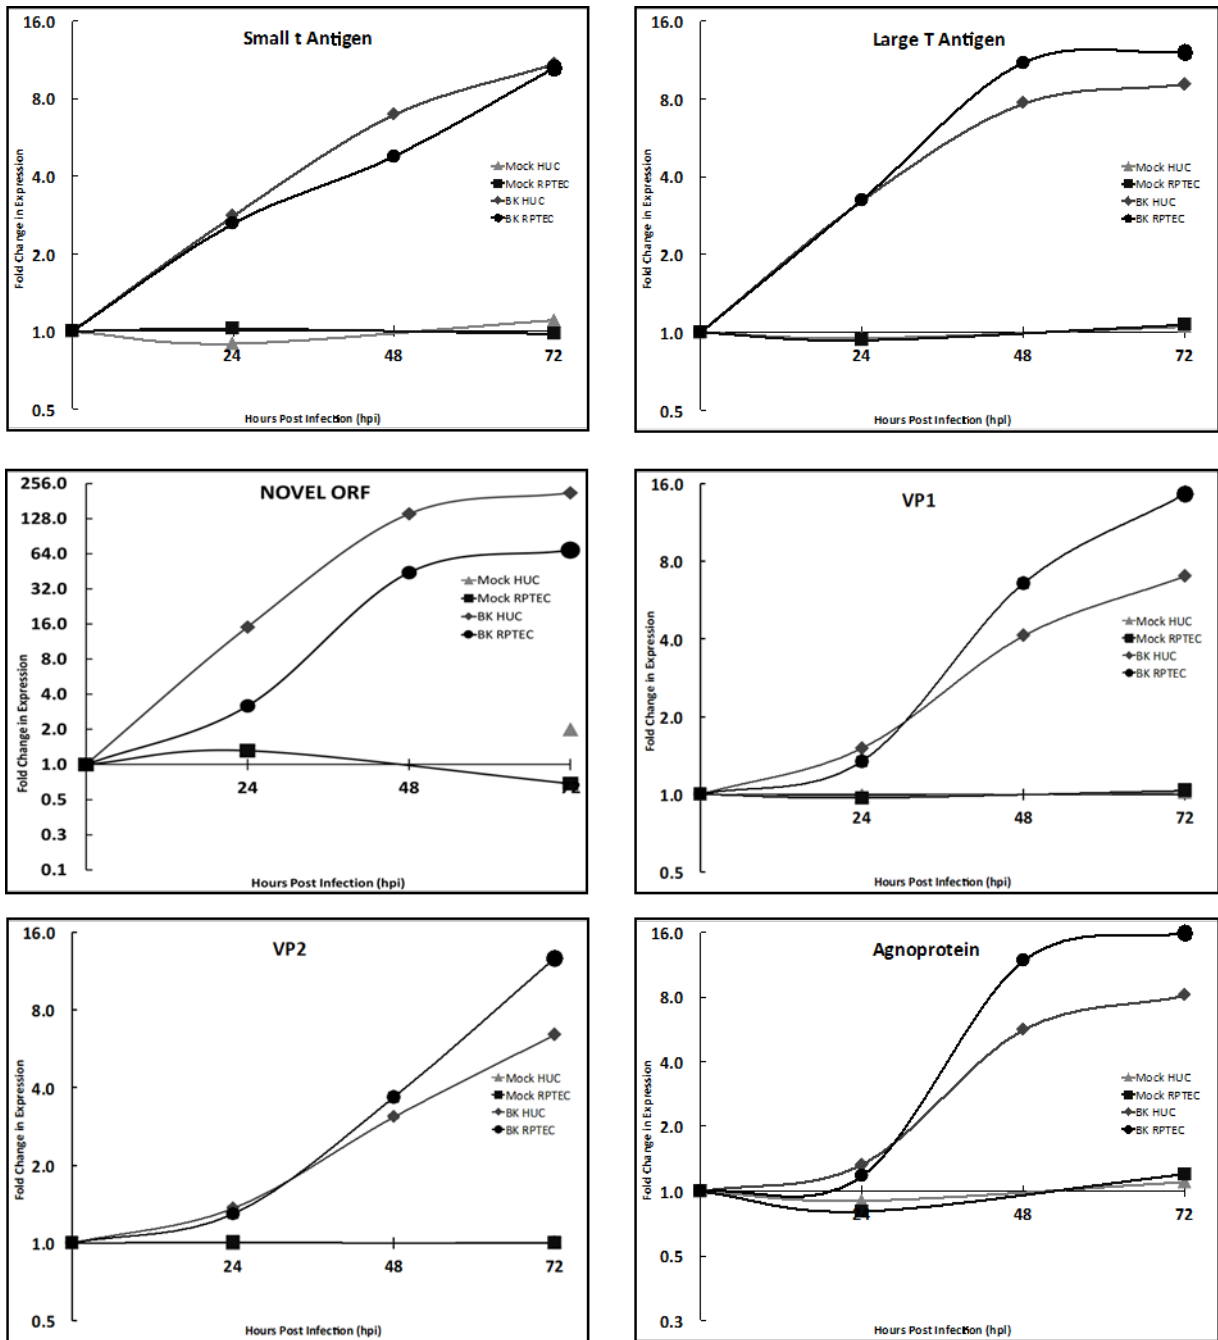 Small t Antigen
16.0
8.0
4.0
2.0
1.0
0.5
Fold Change in Expression
Mock HUC
Mock RPTEC
BK HUC
BK RPTEC
24
48
72
Hours Post Infection (hpi)
Large T Antigen
16.0
8.0
4.0
2.0
1.0
0.5
Fold Change in Expression
Mock HUC
Mock RPTEC
BK HUC
BK RPTEC
24
48
72
Hours Post Infection (hpI)
NOVEL ORF
256.0
128.0
64.0
32.0
16.0
8.0
4.0
2.0
1.0
0.5
0.3
0.1
Fold Change in Expression
Mock HUC
Mock RPTEC
BK HUC
BK RPTEC
24
48
72
Hours Post Infection (hpi)
VP1
16.0
8.0
4.0
2.0
1.0
0.5
Fold Change in Expression
Mock HUC
Mock RPTEC
BK HUC
BK RPTEC
24
48
72
Hours Post Infection (hpi)
VP2
16.0
8.0
4.0
2.0
1.0
0.5
Fold Change in Expression
Mock HUC
Mock RPTEC
BK HUC
BK RPTEC
24
48
72
Hours Post Infection (hpi)
Agnoprotein
16.0
8.0
4.0
2.0
1.0
0.5
0.3
Fold Change in Expression
Mock HUC
Mock RPTEC
BK HUC
BK RPTEC
24
48
72
Hours Post Infection (hpI)